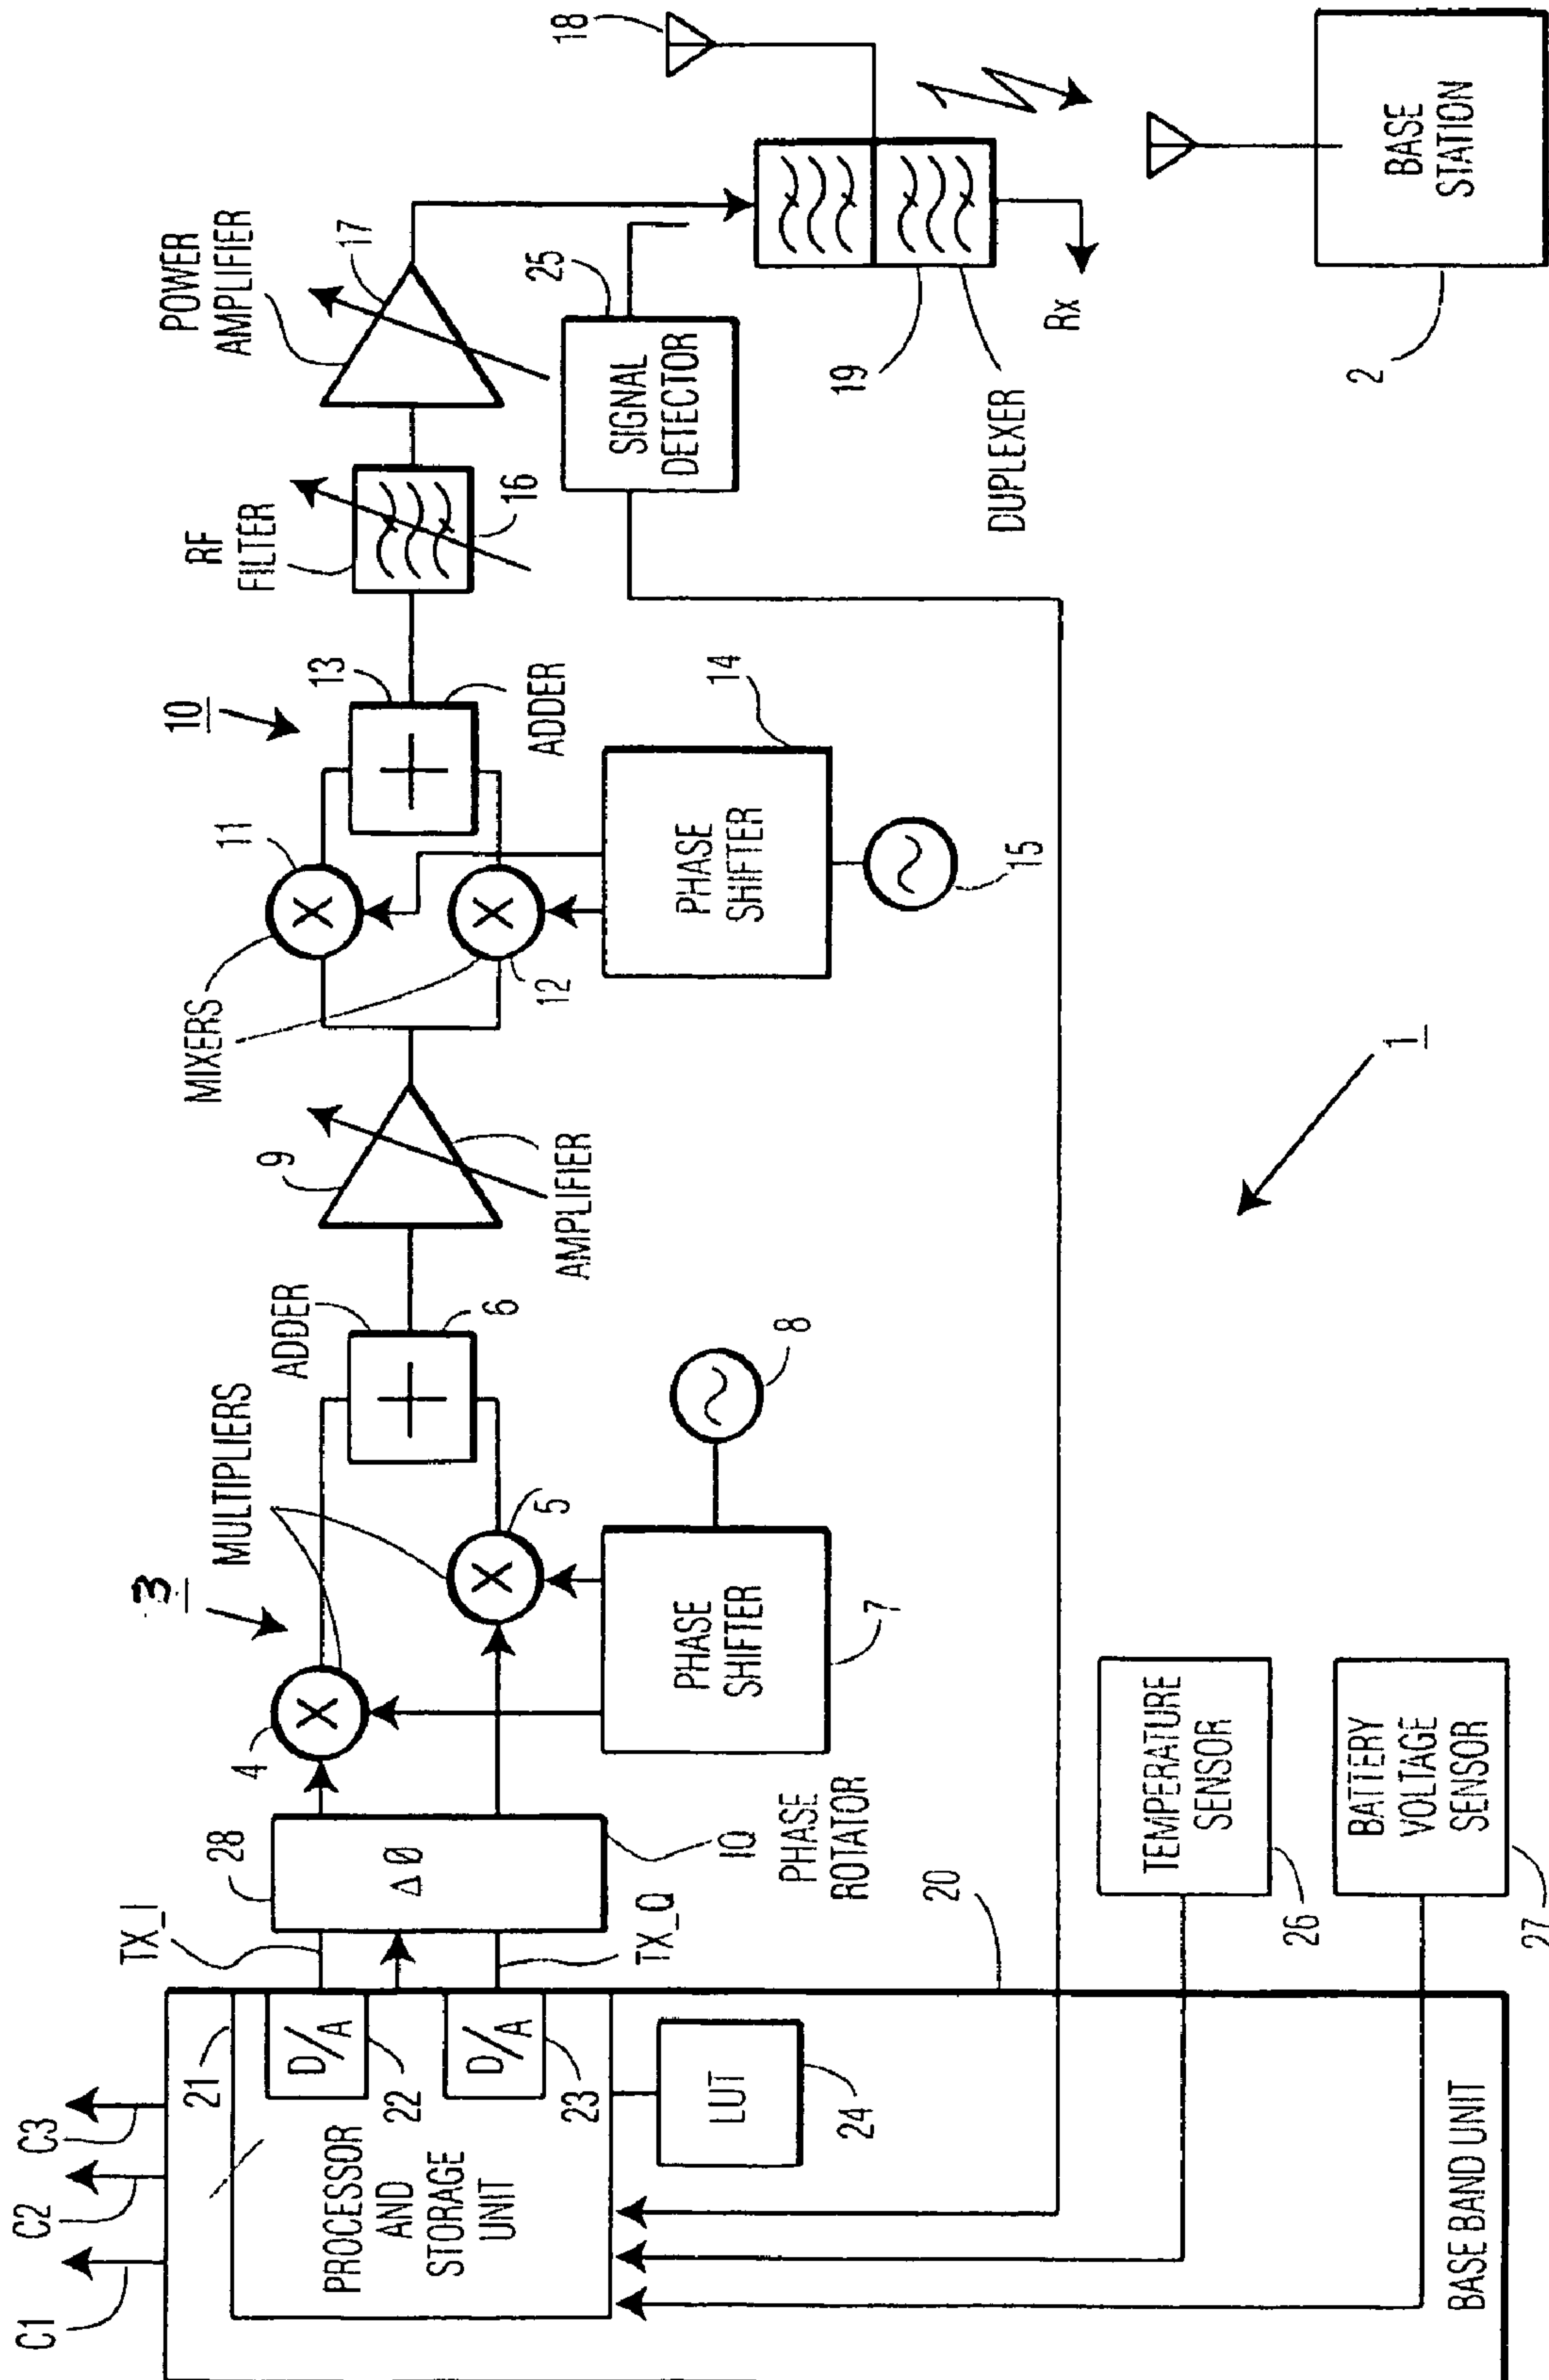 C1
C2
C3
21
PROCESSOR
AND
STORAGE
UNIT
D/A
22
D/A
23
LUT
24
BASE BAND UNIT
20
TX_I
TX_Q
28
Δ Ø
IQ
PHASE
ROTATOR
3
MULTIPLIERS
4
X
5
X
ADDER
6
+
PHASE
SHIFTER
7
8
9
AMPLIFIER
10
MIXERS
11
X
12
X
13
+
ADDER
PHASE
SHIFTER
14
15
RF
FILTER
16
POWER
AMPLIFIER
17
SIGNAL
DETECTOR
25
18
19
DUPLEXER
Rx
BASE
STATION
2
TEMPERATURE
SENSOR
26
BATTERY
VOLTAGE
SENSOR
27
1